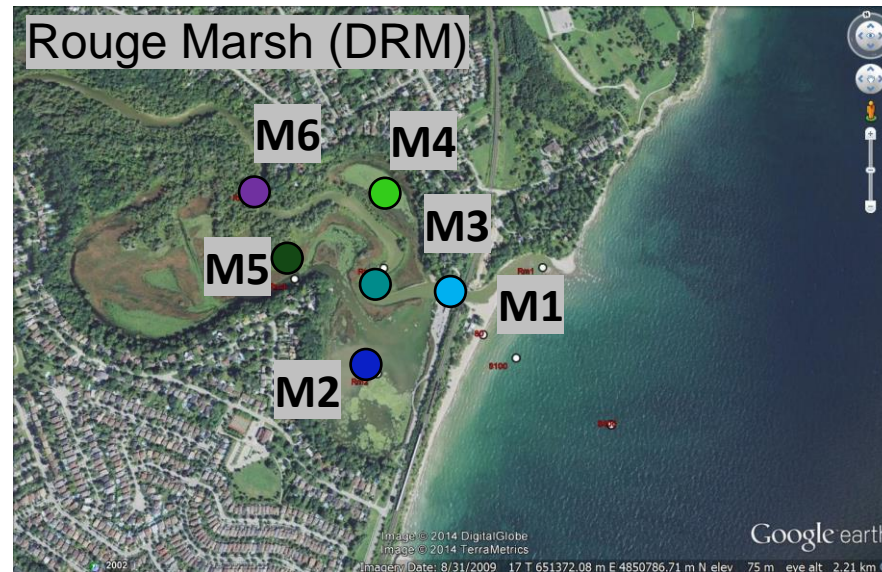 Rouge Marsh (DRM)
M6
M4
M3
M5
M1
M2
Rm1
Image © 2014 DigitalGlobe
Image © 2014 TerraMetrics
Google earth
2002
Imagery Date: 8/31/2009 17 T 651372.08 m E 4850786.71 m N elev 75 m eye alt 2.21 km